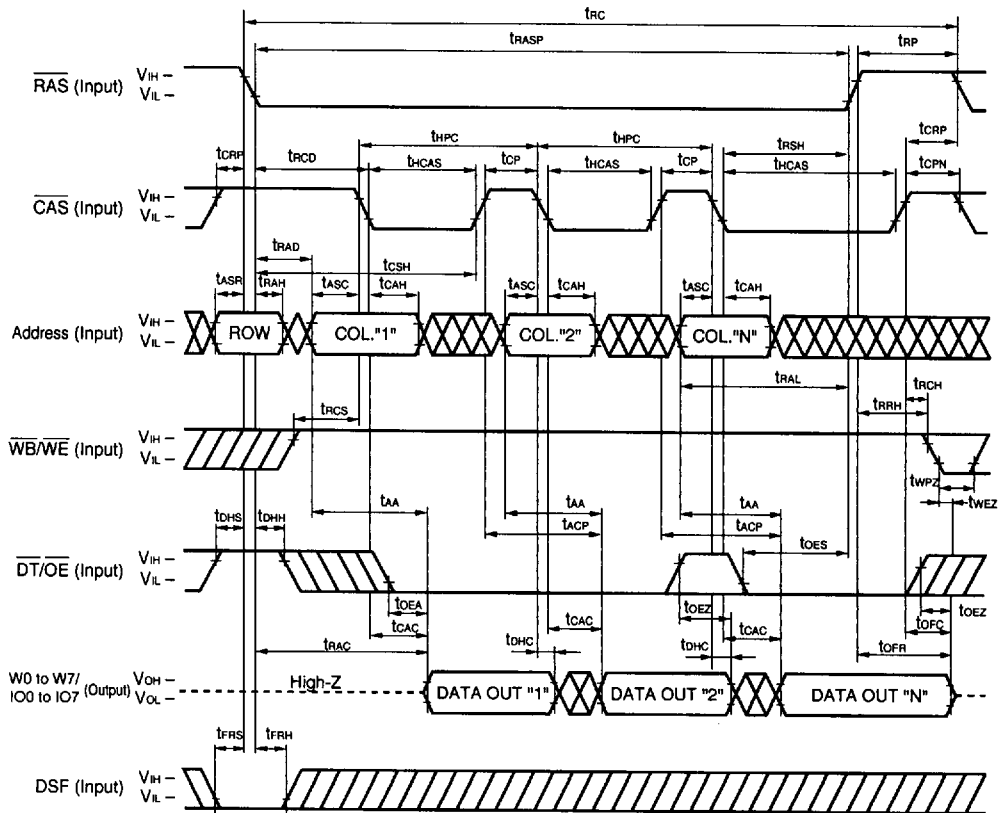 tRC
tRASP
tRP
RAS (Input) VIH – VIL –
tHPC tHPC tCRP
tCRP tRCD tHCAS tCP tHCAS tCP tRSH tHCAS tCPN
CAS (Input) VIH – VIL –
tRAD tCSH
tASR tRAH tASC tCAH tASC tCAH tASC tCAH
Address (Input) VIH – VIL –
ROW COL."1" COL."2" COL."N"
tRAL tRCH
tRCS tRRH
WB/WE (Input) VIH – VIL –
tWPZ
tAA tAA tAA tWEZ
tDHS tDHH tACP tACP
DT/OE (Input) VIH – VIL –
tOES
tOEA tOEZ tOEZ
tCAC tCAC tCAC tOFC
tRAC tDHC tDHC tOFR
W0 to W7/
IO0 to IO7 (Output) VOH – VOL –
High-Z DATA OUT "1" DATA OUT "2" DATA OUT "N"
tFRS tFRH
DSF (Input) VIH – VIL –